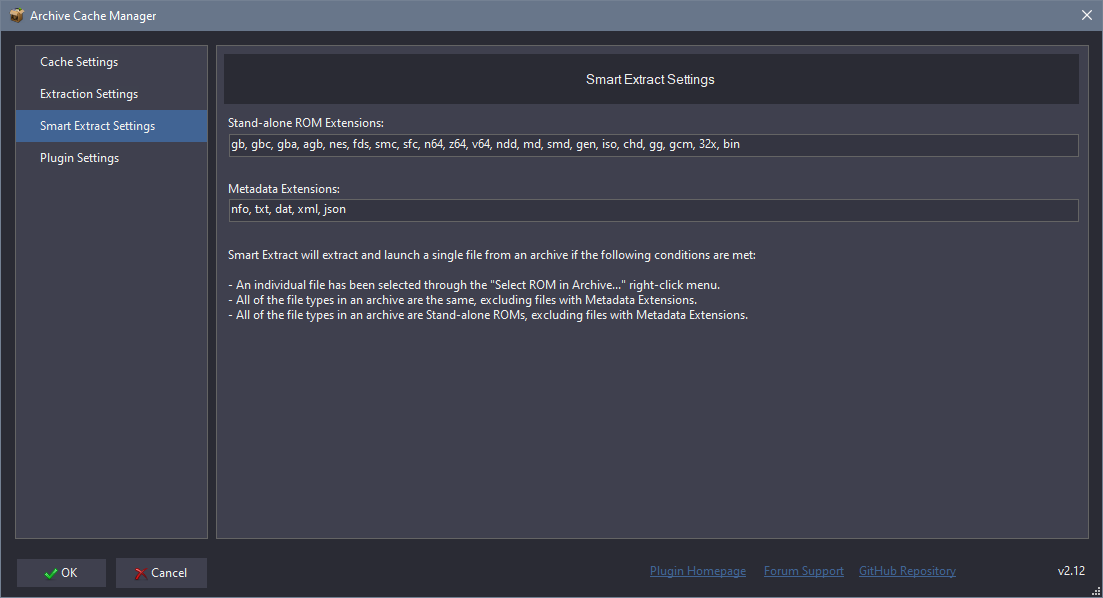 Archive Cache Manager
Cache Settings
Extraction Settings
Smart Extract Settings
Plugin Settings
Smart Extract Settings
Stand-alone ROM Extensions:
gb, gbc, gba, agb, nes, fds, smc, sfc, n64, z64, v64, ndd, md, smd, gen, iso, chd, gg, gcm, 32x, bin
Metadata Extensions:
nfo, txt, dat, xml, json
Smart Extract will extract and launch a single file from an archive if the following conditions are met:
- An individual file has been selected through the "Select ROM in Archive..." right-click menu.
- All of the file types in an archive are the same, excluding files with Metadata Extensions.
- All of the file types in an archive are Stand-alone ROMs, excluding files with Metadata Extensions.
OK
Cancel
Plugin Homepage
Forum Support
GitHub Repository
v2.12